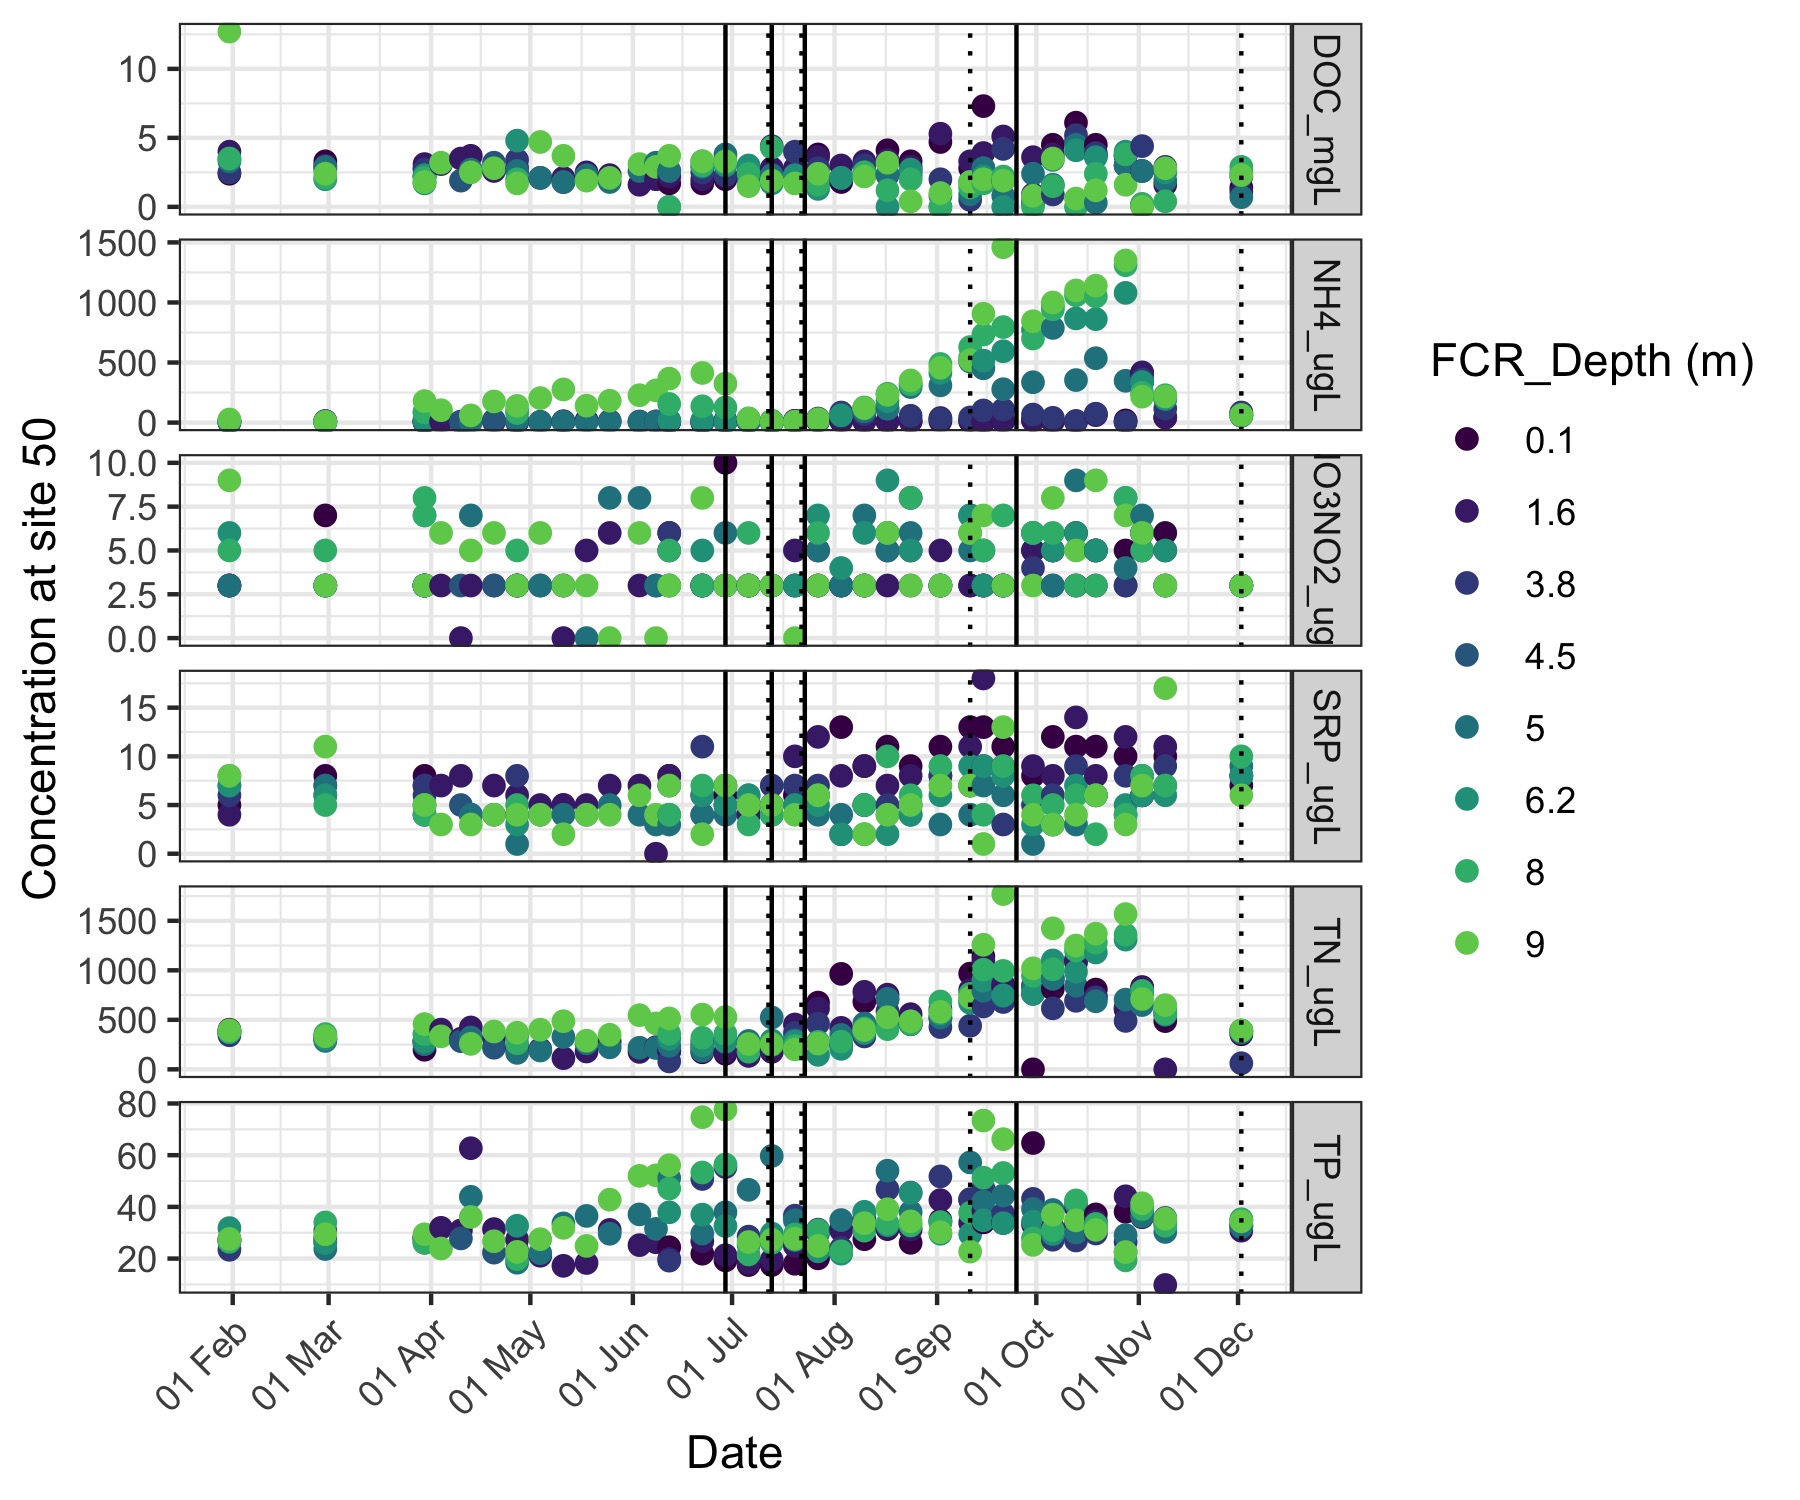 Concentration at site 50
10
5
0
DOC_mgL
1500
1000
500
0
NH4_ugL
10.0
7.5
5.0
2.5
0.0
IO3NO2_ug
15
10
5
0
SRP_ugL
1500
1000
500
0
TN_ugL
80
60
40
20
TP_ugL
01 Feb
01 Mar
01 Apr
01 May
01 Jun
01 Jul
01 Aug
01 Sep
01 Oct
01 Nov
01 Dec
Date
FCR_Depth (m)
0.1
1.6
3.8
4.5
5
6.2
8
9